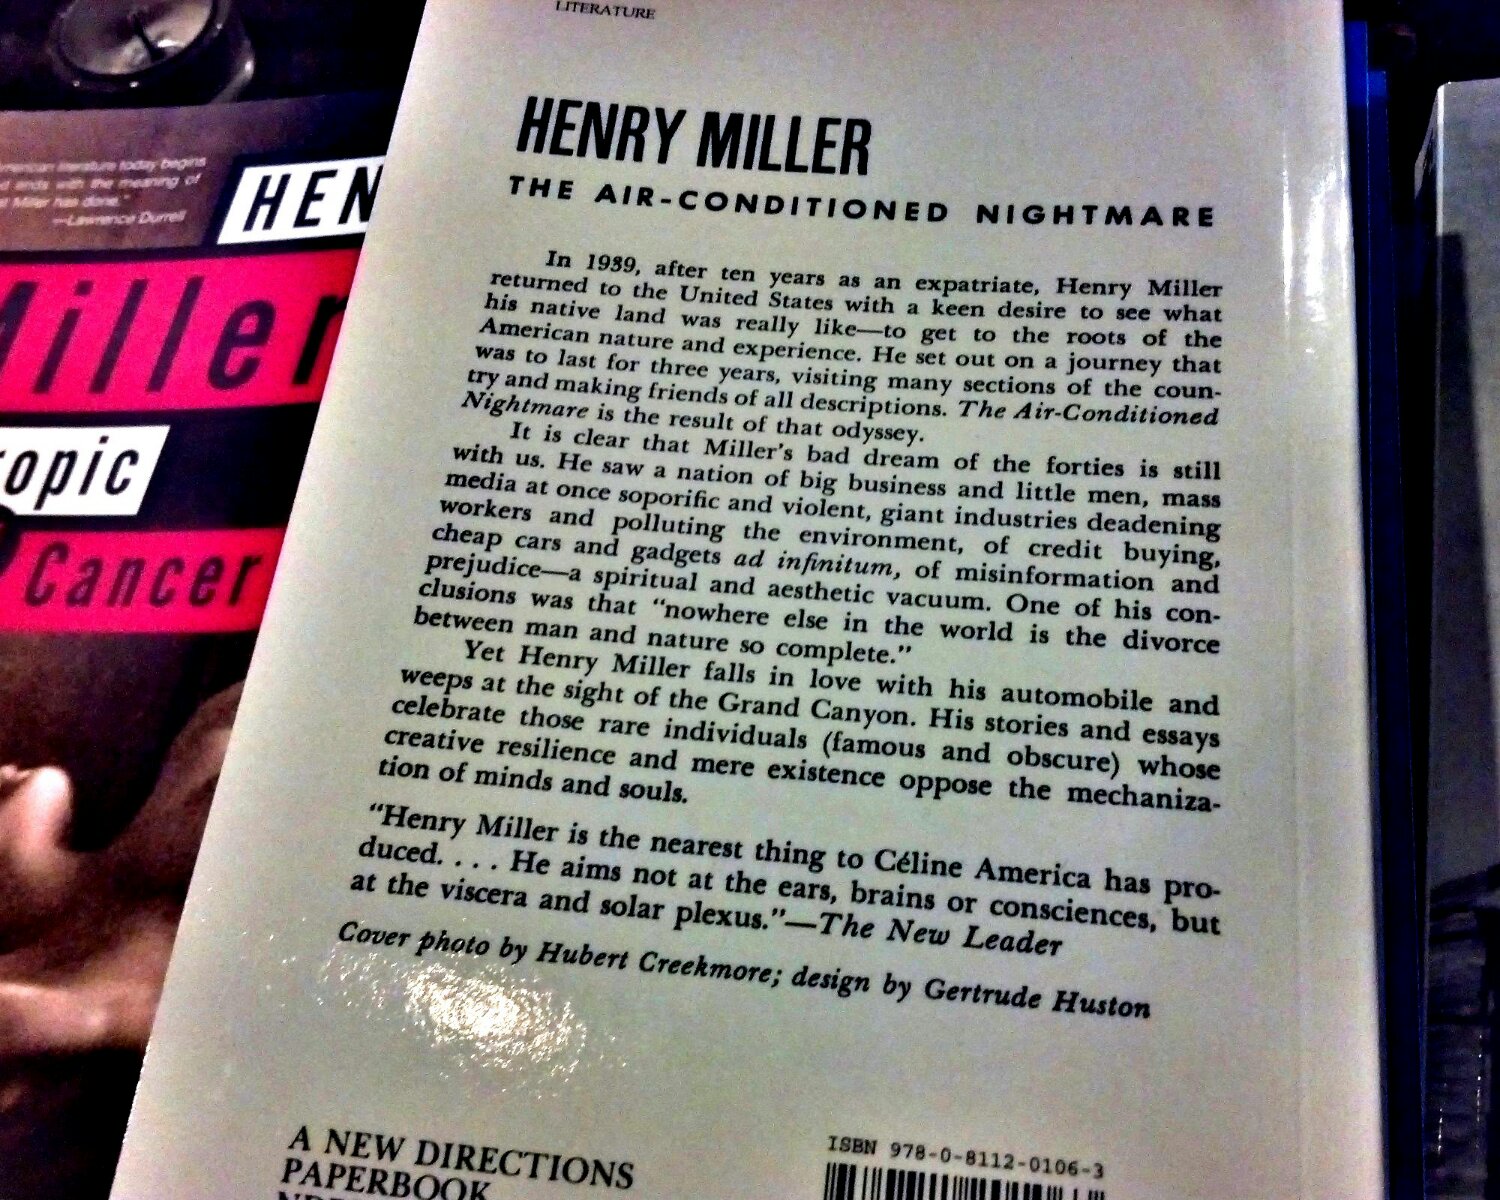 LITERATURE
HENRY MILLER
THE AIR-CONDITIONED NIGHTMARE
In 1939, after ten years as an expatriate, Henry Miller
returned to the United States with a keen desire to see what
his native land was really like—to get to the roots of the
American nature and experience. He set out on a journey that
was to last for three years, visiting many sections of the coun-
try and making friends of all descriptions. The Air-Conditioned
Nightmare is the result of that odyssey.
It is clear that Miller's bad dream of the forties is still
with us. He saw a nation of big business and little men, mass
media at once soporific and violent, giant industries deadening
workers and polluting the environment, of credit buying,
cheap cars and gadgets ad infinitum, of misinformation and
prejudice—a spiritual and aesthetic vacuum. One of his con-
clusions was that "nowhere else in the world is the divorce
between man and nature so complete."
Yet Henry Miller falls in love with his automobile and
weeps at the sight of the Grand Canyon. His stories and essays
celebrate those rare individuals (famous and obscure) whose
creative resilience and mere existence oppose the mechaniza-
tion of minds and souls.
"Henry Miller is the nearest thing to Céline America has pro-
duced. . . . He aims not at the ears, brains or consciences, but
at the viscera and solar plexus."—The New Leader
Cover photo by Hubert Creekmore; design by Gertrude Huston
A NEW DIRECTIONS
PAPERBOOK
ISBN 978-0-8112-0106-3
American literature today begins
ends with the meaning of
Miller has done."
—Lawrence Durrell
HEN
Miller
ropic
Cancer